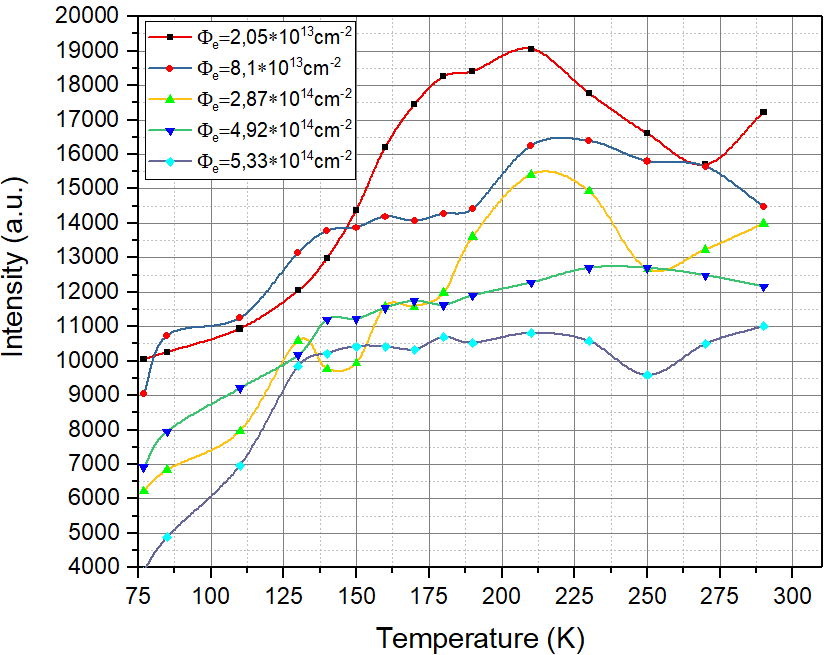 20000
19000
18000
17000
16000
15000
14000
13000
12000
11000
10000
9000
8000
7000
6000
5000
4000
Intensity (a.u.)
Φe=2,05*10¹³cm⁻²
Φe=8,1*10¹³cm⁻²
Φe=2,87*10¹⁴cm⁻²
Φe=4,92*10¹⁴cm⁻²
Φe=5,33*10¹⁴cm⁻²
75 100 125 150 175 200 225 250 275 300
Temperature (K)